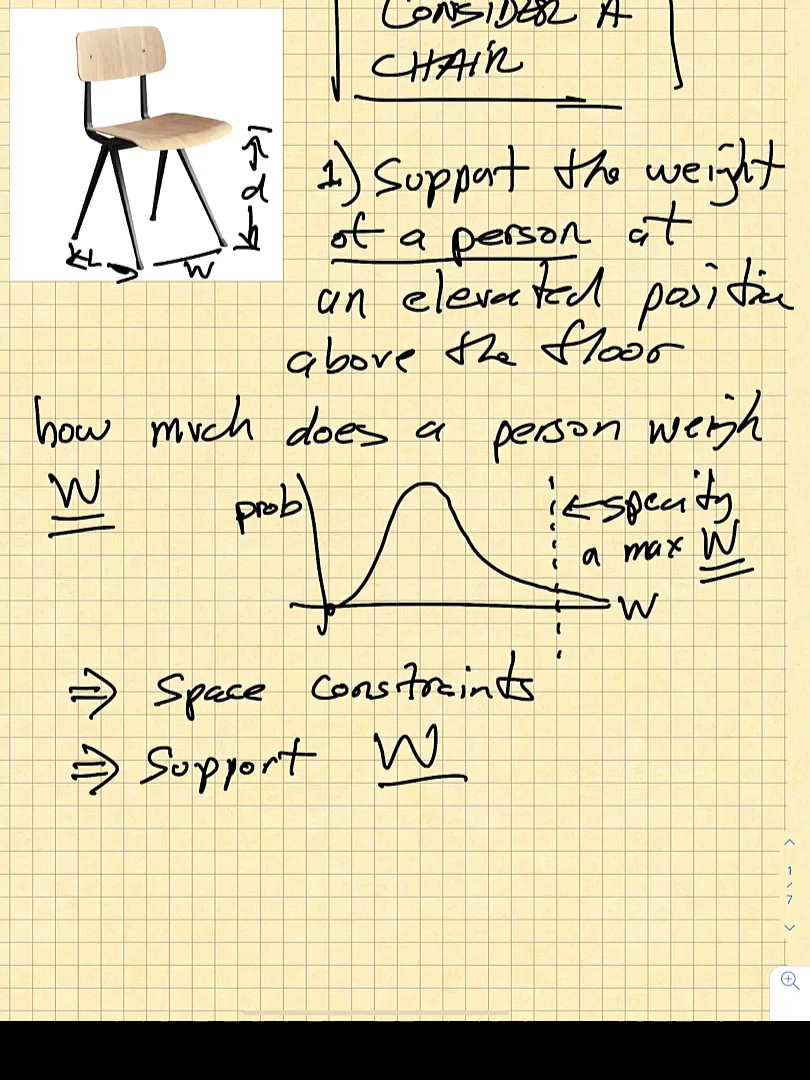 CONSIDER A
CHAIR
d
L
W
1) Support the weight
of a person at
an elevated position
above the floor
how much does a person weigh
W
prob
←specify
a max W
W
⇒ Space constraints
⇒ Support W
1
/
7